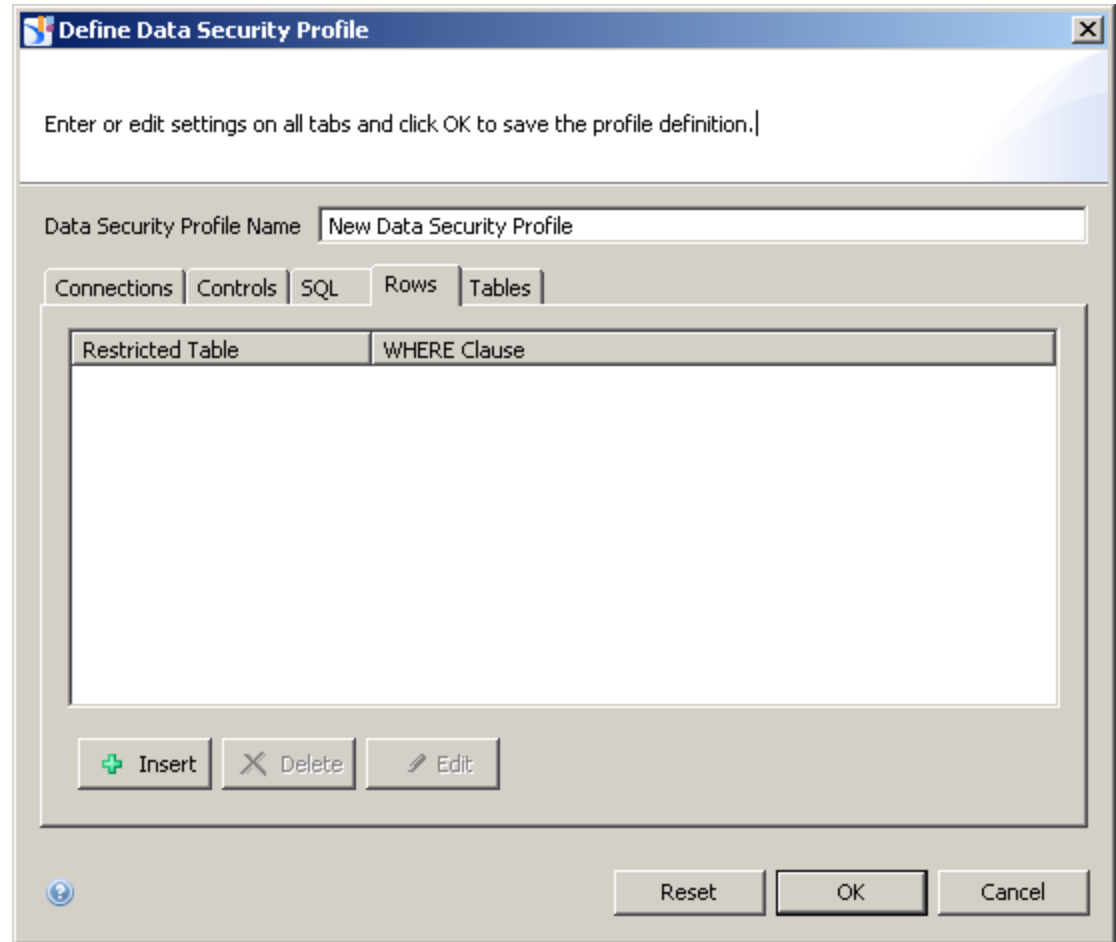 Define Data Security Profile
Enter or edit settings on all tabs and click OK to save the profile definition.
Data Security Profile Name New Data Security Profile
Connections Controls SQL Rows Tables
Restricted Table WHERE Clause
Insert Delete Edit
Reset OK Cancel